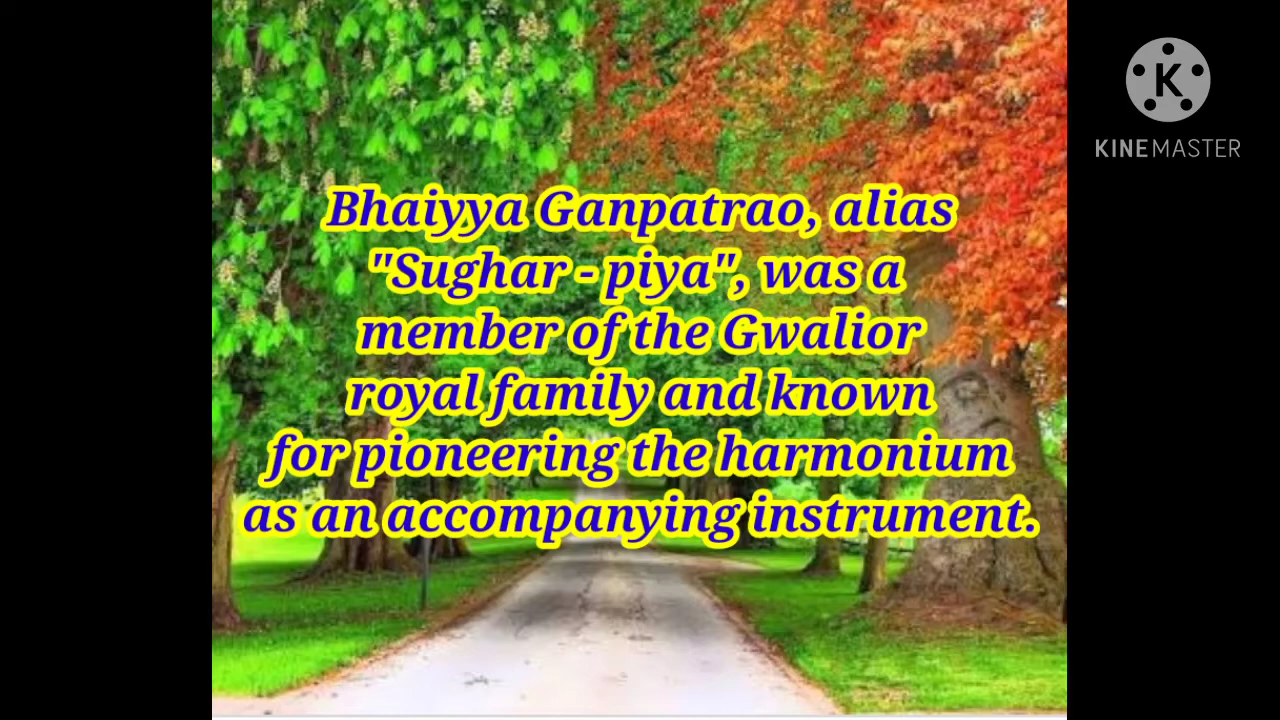 Bhaiyya Ganpatrao, alias
"Sughar - piya", was a
member of the Gwalior
royal family and known
for pioneering the harmonium
as an accompanying instrument.
K
KINEMASTER